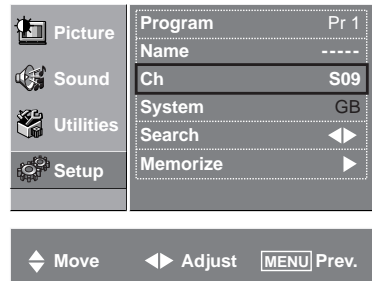 Picture
Sound
Utilities
Setup
Program Pr 1
Name -----
Ch S09
System GB
Search ◀▶
Memorize ▶
Move Adjust MENU Prev.